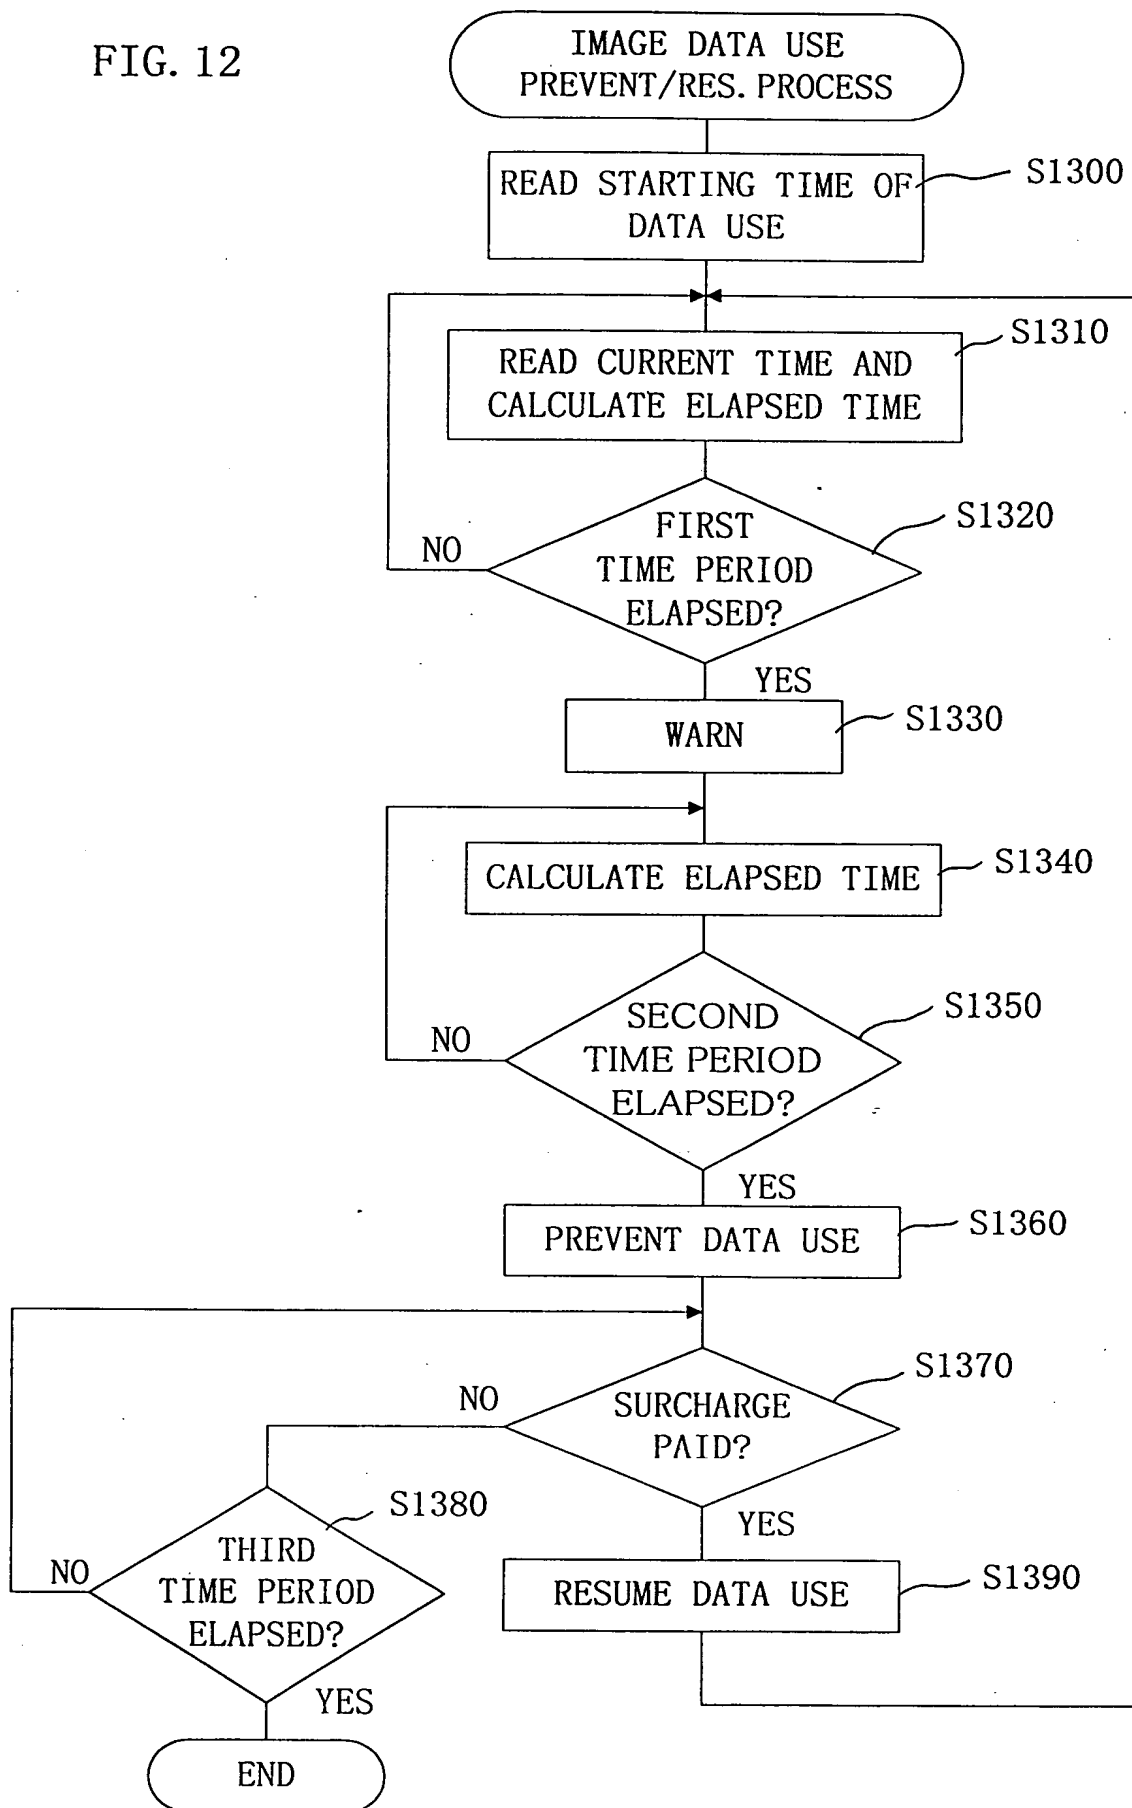 FIG. 12
IMAGE DATA USE
PREVENT/RES. PROCESS
READ STARTING TIME OF
DATA USE
S1300
READ CURRENT TIME AND
CALCULATE ELAPSED TIME
S1310
FIRST
TIME PERIOD
ELAPSED?
S1320
NO
YES
WARN
S1330
CALCULATE ELAPSED TIME
S1340
SECOND
TIME PERIOD
ELAPSED?
S1350
NO
YES
PREVENT DATA USE
S1360
SURCHARGE
PAID?
S1370
NO
YES
THIRD
TIME PERIOD
ELAPSED?
S1380
NO
YES
RESUME DATA USE
S1390
END